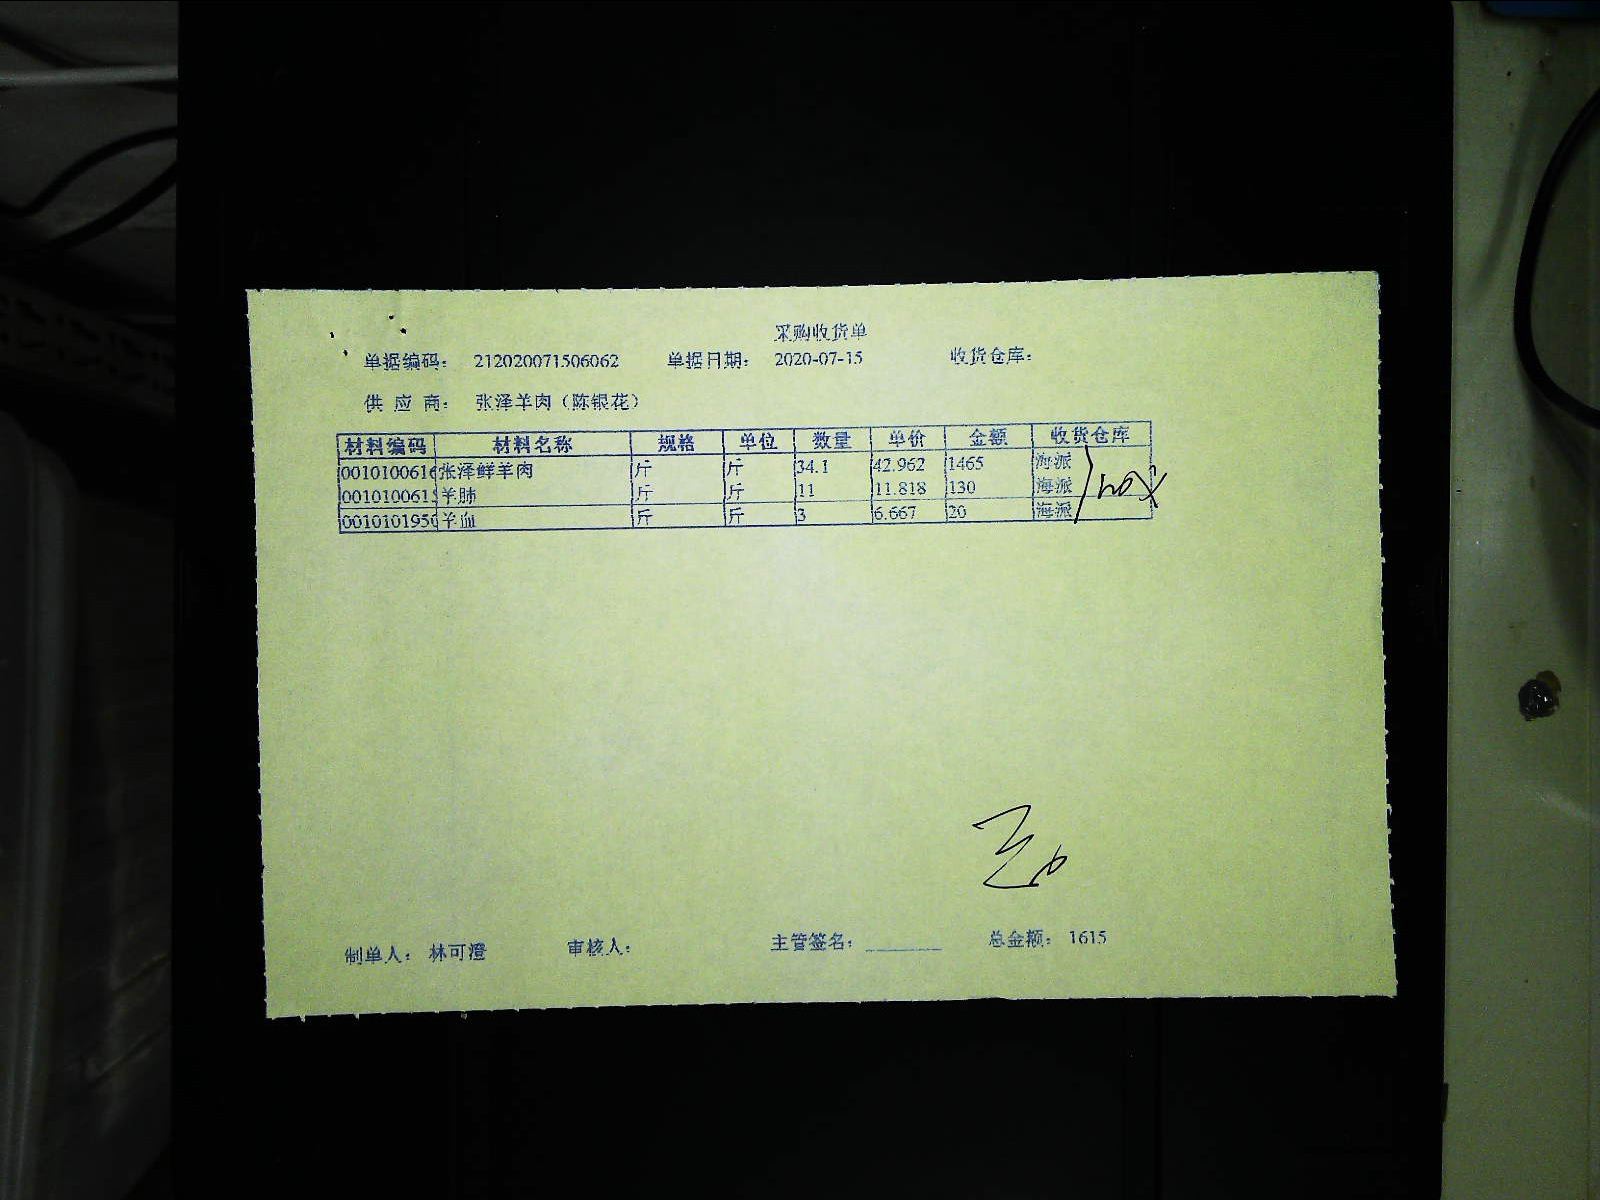 采购收货单
单据编码: 212020071506062 单据日期: 2020-07-15 收货仓库:
供 应 商: 张泽羊肉（陈银花）
材料编码 材料名称 规格 单位 数量 单价 金额 收货仓库
001010061 张泽鲜羊肉 斤 斤 34.1 42.962 1465 海派
001010061 羊肺 斤 斤 11 11.818 130 海派
001010195 羊血 斤 斤 3 6.667 20 海派
制单人: 林可澄 审核人: 主管签名: 总金额: 1615